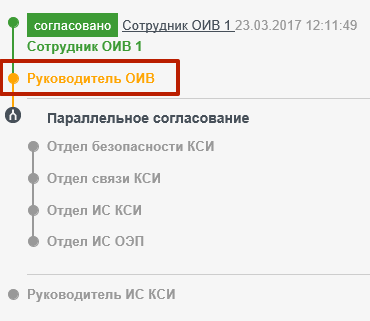 согласовано Сотрудник ОИВ 1 23.03.2017 12:11:49
Сотрудник ОИВ 1
Руководитель ОИВ
Параллельное согласование
Отдел безопасности КСИ
Отдел связи КСИ
Отдел ИС КСИ
Отдел ИС ОЭП
Руководитель ИС КСИ